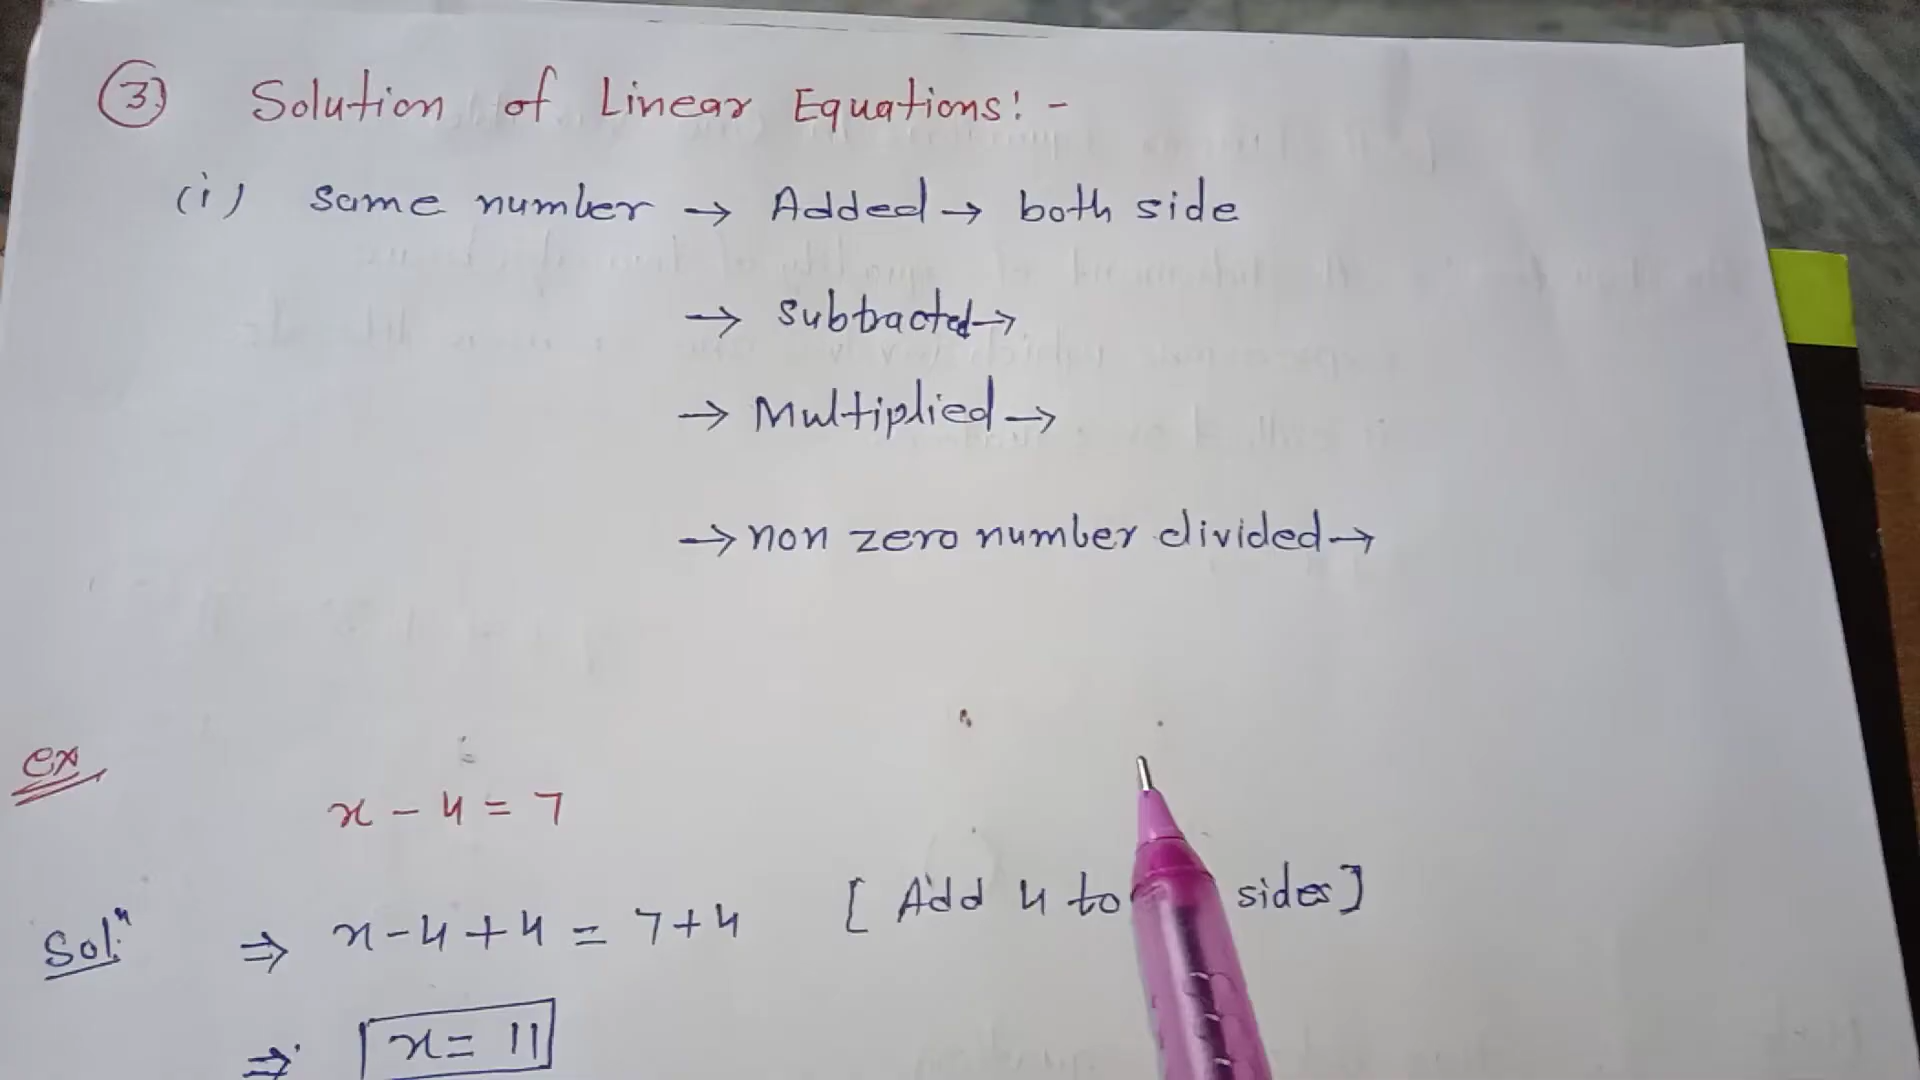 ③ Solution of Linear Equations:-
(i) same number → Added → both side
→ subtracted →
→ Multiplied →
→ non zero number divided →
ex
x - 4 = 7
Sol.n ⇒ x - 4 + 4 = 7 + 4 [ Add 4 to sides ]
⇒ x = 11